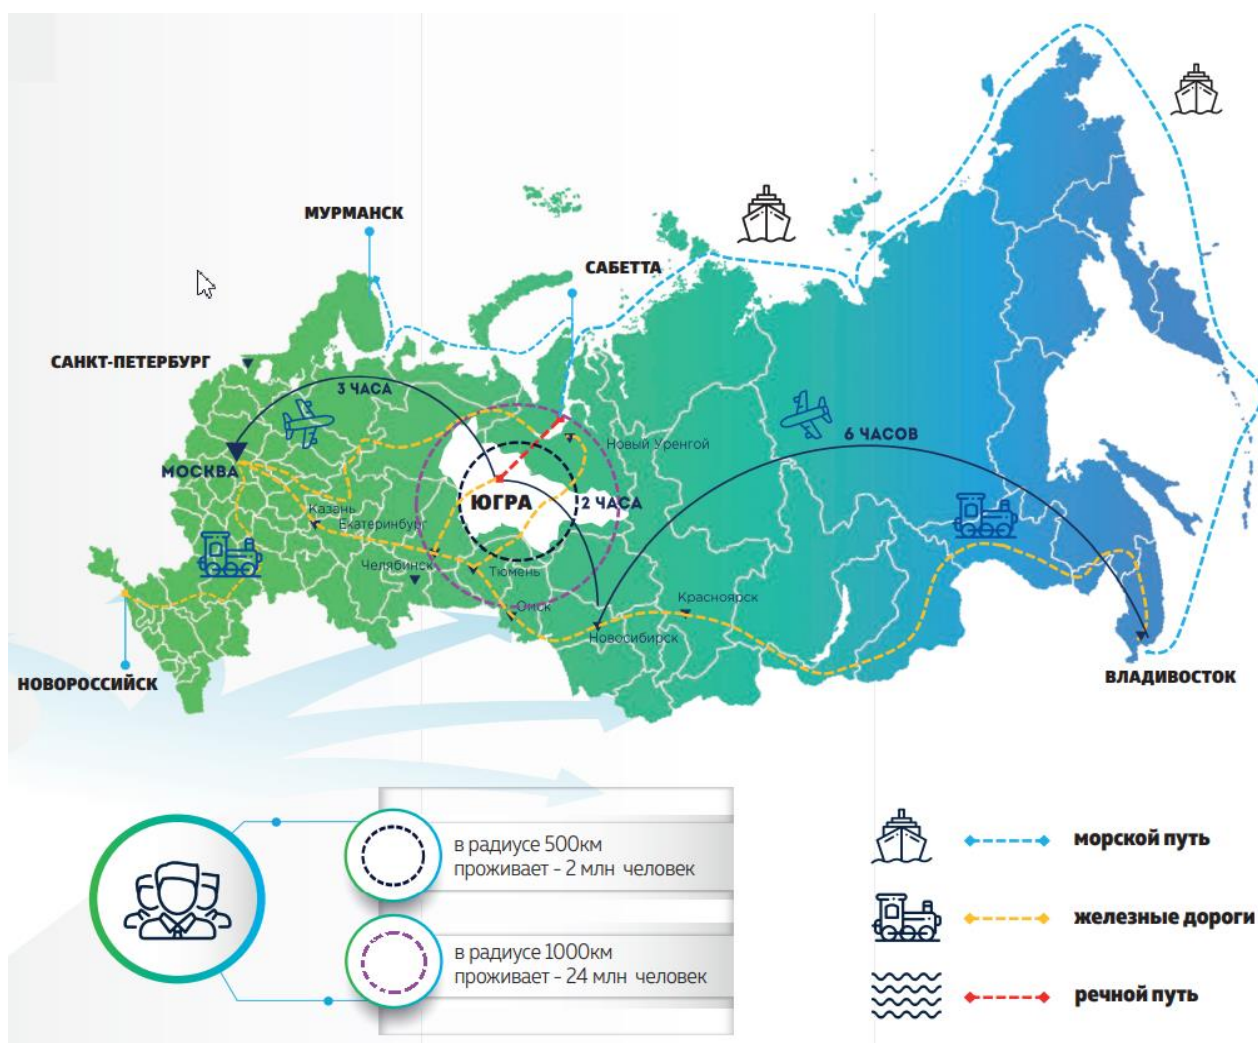 МУРМАНСК
САБЕТТА
САНКТ-ПЕТЕРБУРГ
3 ЧАСА
6 ЧАСОВ
Новый Уренгой
МОСКВА
ЮГРА
2 ЧАСА
Казань
Екатеринбург
Челябинск
Тюмень
Омск
Красноярск
Новосибирск
НОВОРОССИЙСК
ВЛАДИВОСТОК
в радиусе 500км
проживает - 2 млн человек
в радиусе 1000км
проживает - 24 млн человек
морской путь
железные дороги
речной путь